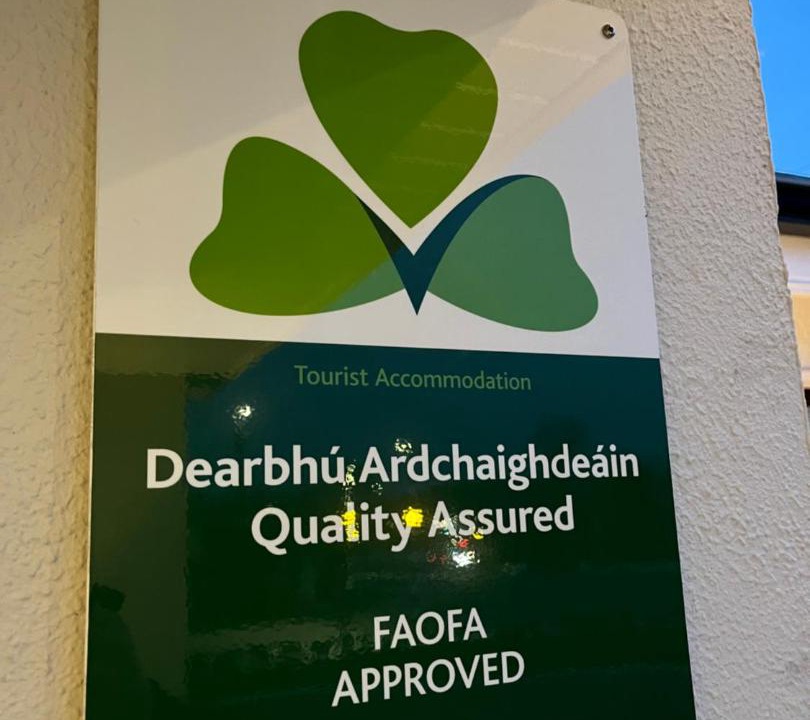 Tourist Accommodation
Dearbhú Ardchaighdeáin
Quality Assured
FAOFA
APPROVED